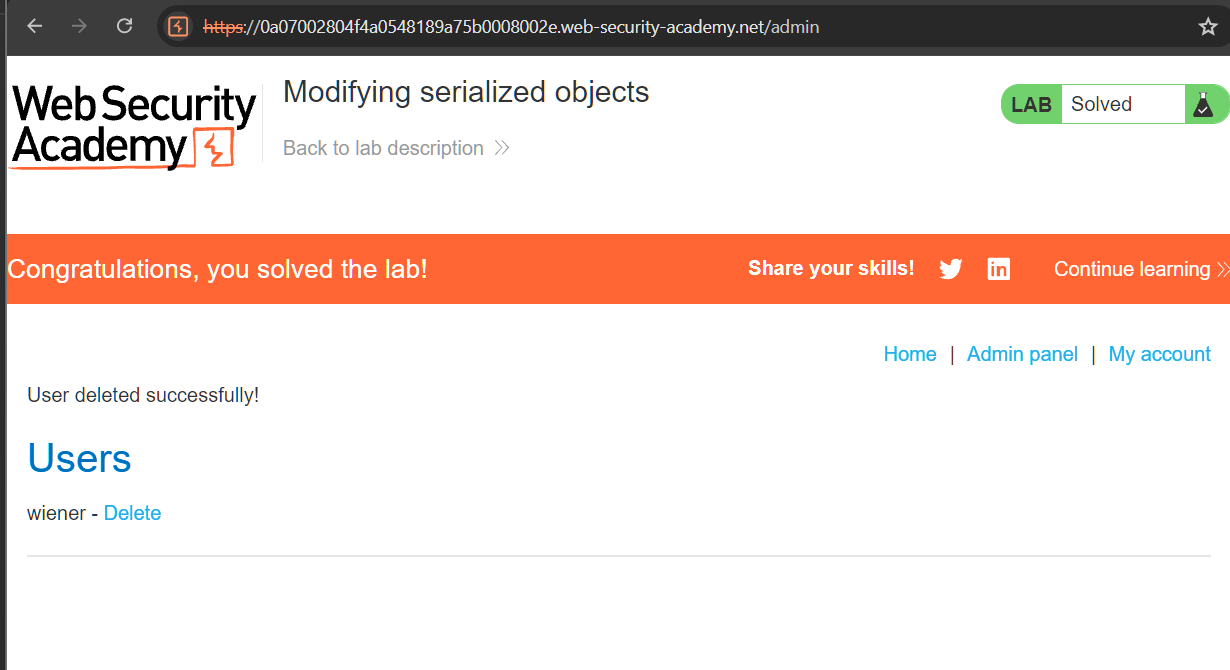 https://0a07002804f4a0548189a75b0008002e.web-security-academy.net/admin
Web Security
Academy
Modifying serialized objects
Back to lab description
LAB Solved
Congratulations, you solved the lab!
Share your skills!
Continue learning
Home | Admin panel | My account
User deleted successfully!
Users
wiener - Delete